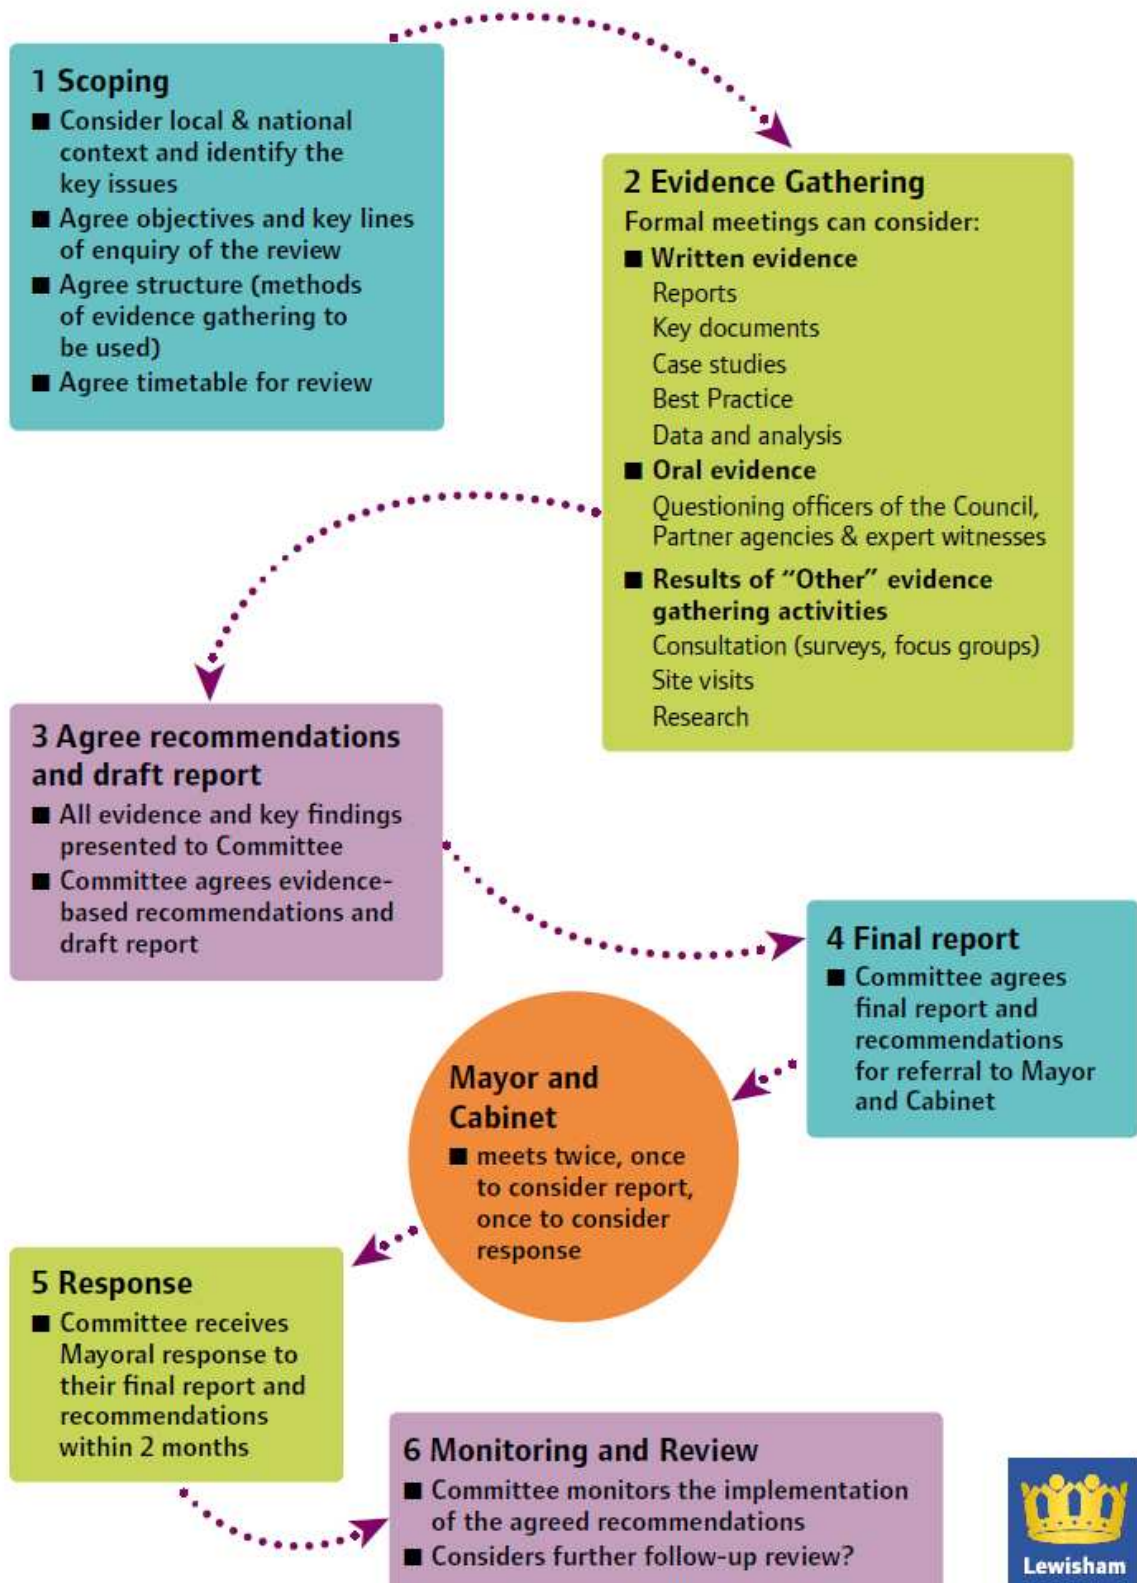 1 Scoping
■ Consider local & national
context and identify the
key issues
■ Agree objectives and key lines
of enquiry of the review
■ Agree structure (methods
of evidence gathering to
be used)
■ Agree timetable for review
2 Evidence Gathering
Formal meetings can consider:
■ Written evidence
Reports
Key documents
Case studies
Best Practice
Data and analysis
■ Oral evidence
Questioning officers of the Council,
Partner agencies & expert witnesses
■ Results of “Other” evidence
gathering activities
Consultation (surveys, focus groups)
Site visits
Research
3 Agree recommendations
and draft report
■ All evidence and key findings
presented to Committee
■ Committee agrees evidence-
based recommendations and
draft report
4 Final report
■ Committee agrees
final report and
recommendations
for referral to Mayor
and Cabinet
Mayor and
Cabinet
■ meets twice, once
to consider report,
once to consider
response
5 Response
■ Committee receives
Mayoral response to
their final report and
recommendations
within 2 months
6 Monitoring and Review
■ Committee monitors the implementation
of the agreed recommendations
■ Considers further follow-up review?
Lewisham